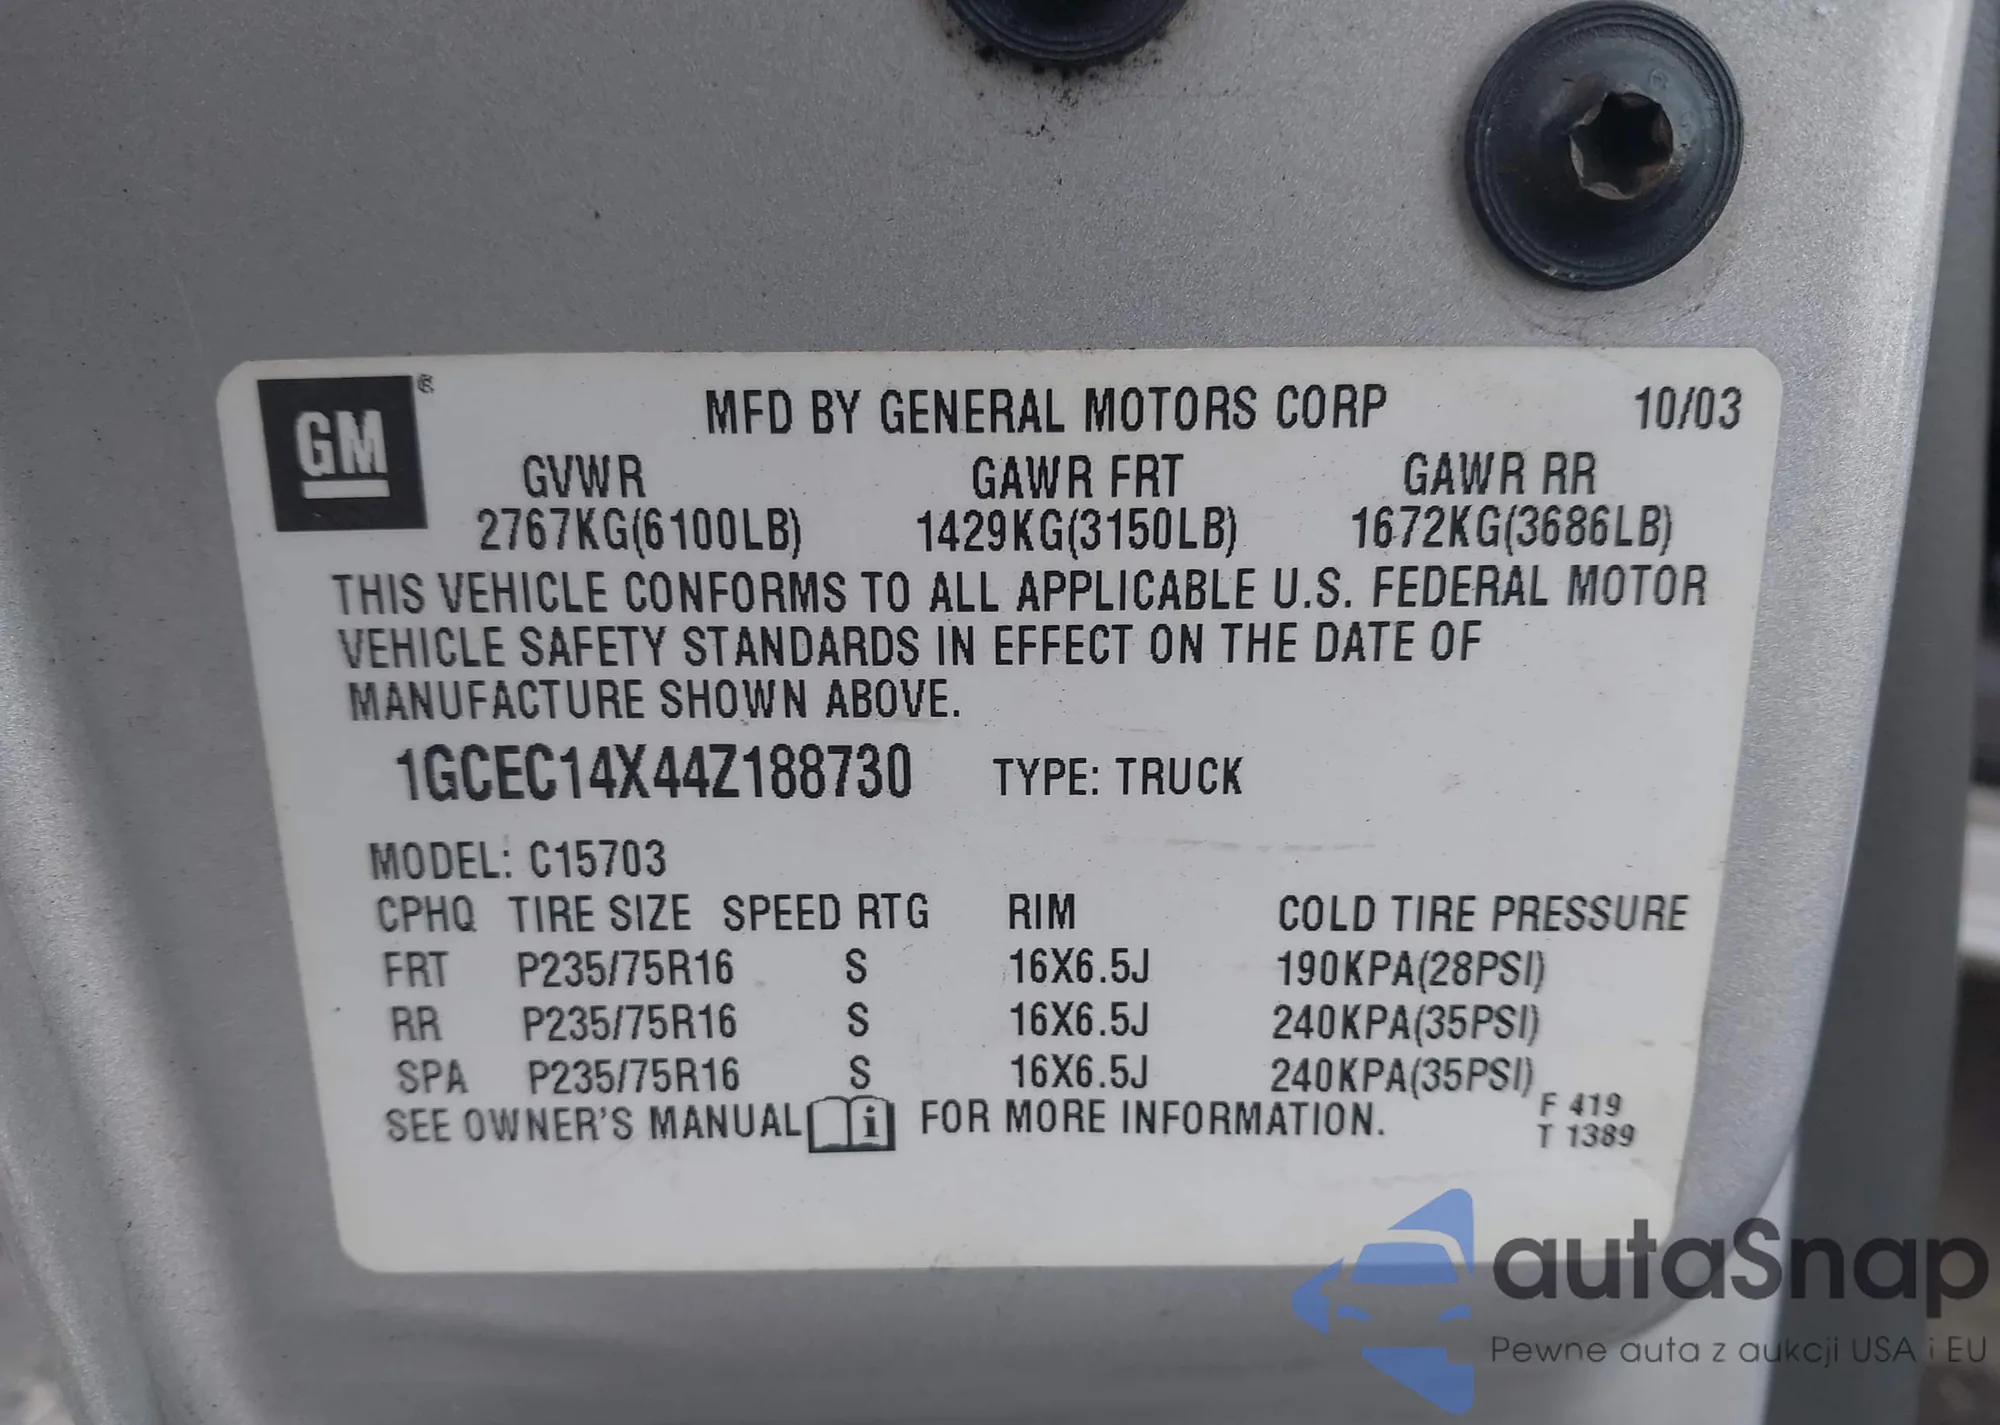 GM ®
MFD BY GENERAL MOTORS CORP 10/03
GVWR GAWR FRT GAWR RR
2767KG(6100LB) 1429KG(3150LB) 1672KG(3686LB)
THIS VEHICLE CONFORMS TO ALL APPLICABLE U.S. FEDERAL MOTOR
VEHICLE SAFETY STANDARDS IN EFFECT ON THE DATE OF
MANUFACTURE SHOWN ABOVE.
1GCEC14X44Z188730 TYPE: TRUCK
MODEL: C15703
CPHQ TIRE SIZE SPEED RTG RIM COLD TIRE PRESSURE
FRT P235/75R16 S 16X6.5J 190KPA(28PSI)
RR P235/75R16 S 16X6.5J 240KPA(35PSI)
SPA P235/75R16 S 16X6.5J 240KPA(35PSI)
SEE OWNER'S MANUAL i FOR MORE INFORMATION.
F 419
T 1389
autaSnap
Pewne auta z aukcji USA i EU